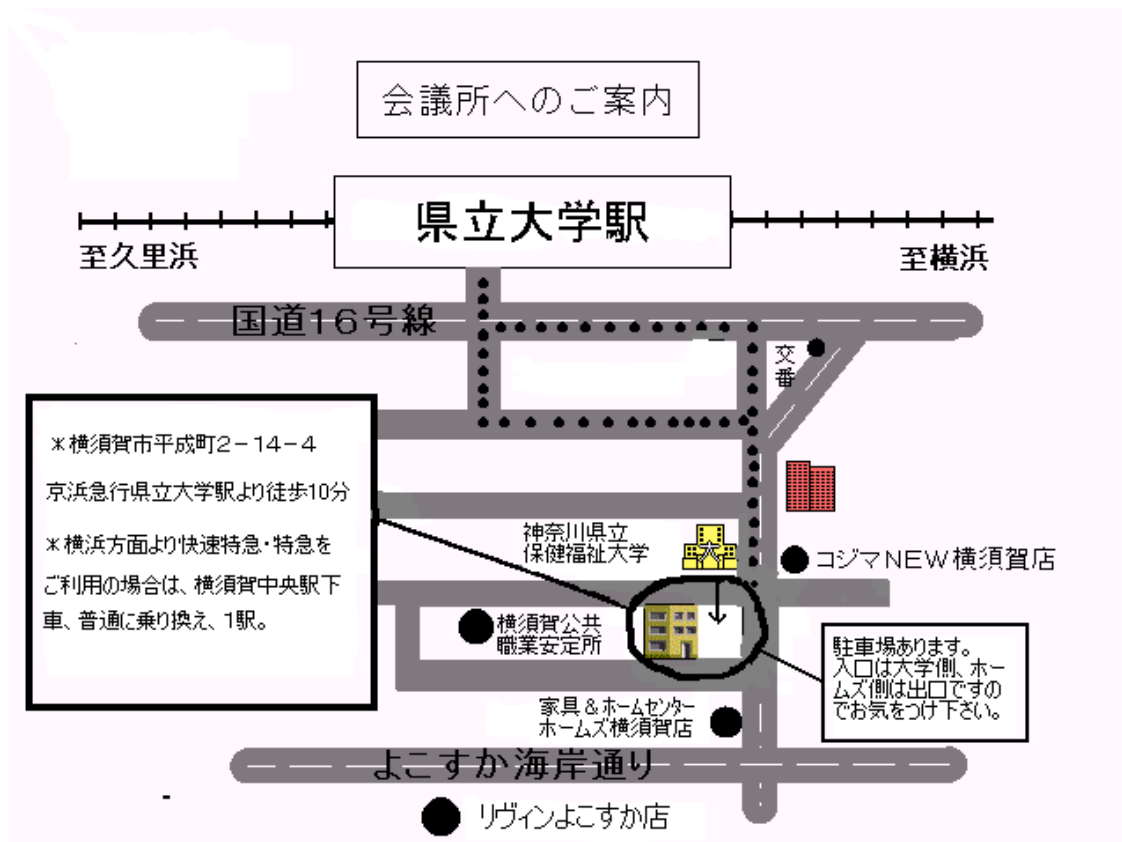 会議所へのご案内
県立大学駅
至久里浜
至横浜
国道16号線
交
番
＊横須賀市平成町2－14－4
京浜急行県立大学駅より徒歩10分
＊横浜方面より快速特急・特急を
ご利用の場合は、横須賀中央駅下
車、普通に乗り換え、1駅。
神奈川県立
保健福祉大学
コジマNEW横須賀店
横須賀公共
職業安定所
駐車場あります。
入口は大学側、ホー
ムズ側は出口ですの
でお気をつけ下さい。
家具＆ホームセンター
ホームズ横須賀店
よこすか海岸通り
リヴィンよこすか店